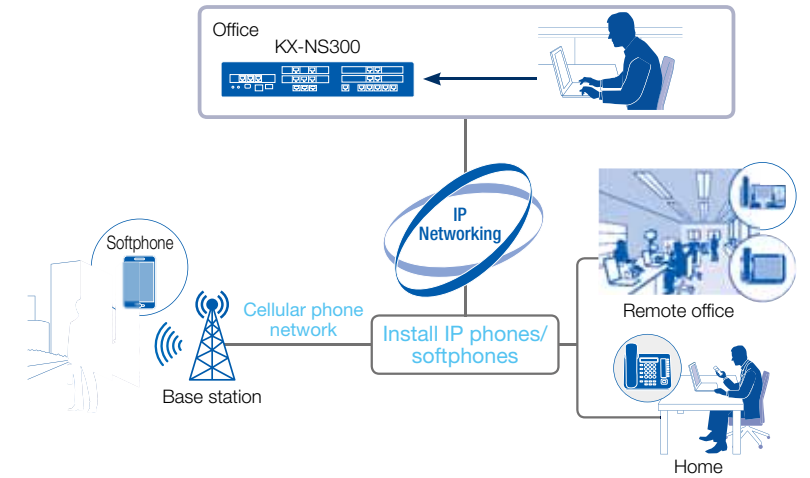 Office
KX-NS300
IP
Networking
Softphone
Cellular phone
network
Install IP phones/
softphones
Remote office
Base station
Home